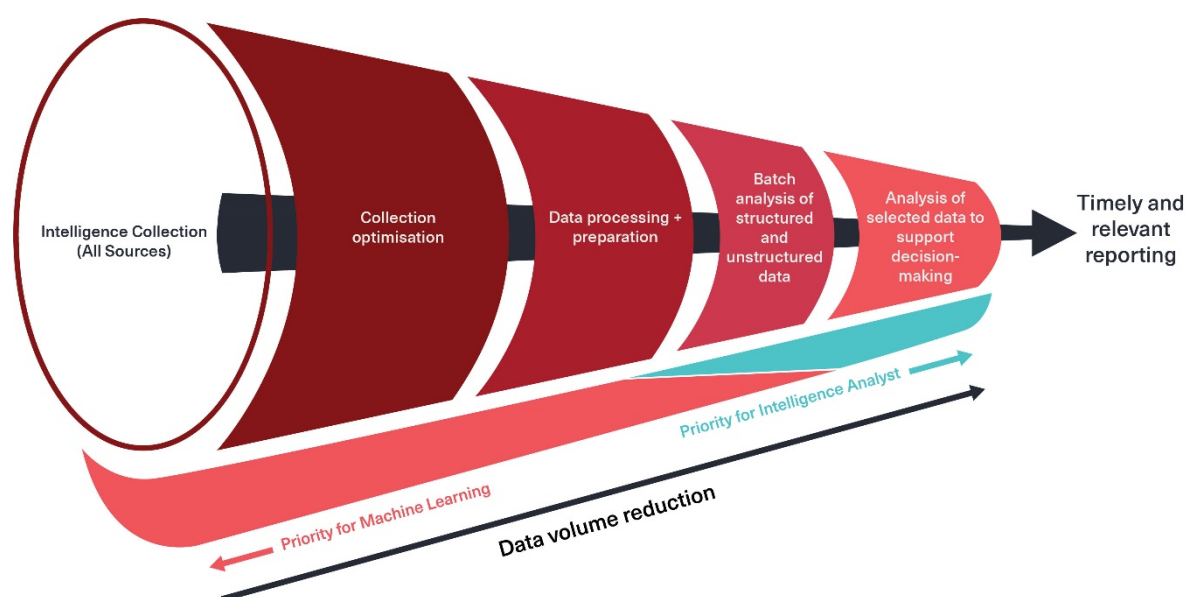 Intelligence Collection
(All Sources)
Collection
optimisation
Data processing +
preparation
Batch
analysis of
structured
and
unstructured
data
Analysis of
selected data to
support
decision-
making
Timely and
relevant
reporting
Priority for Intelligence Analyst
Priority for Machine Learning
Data volume reduction